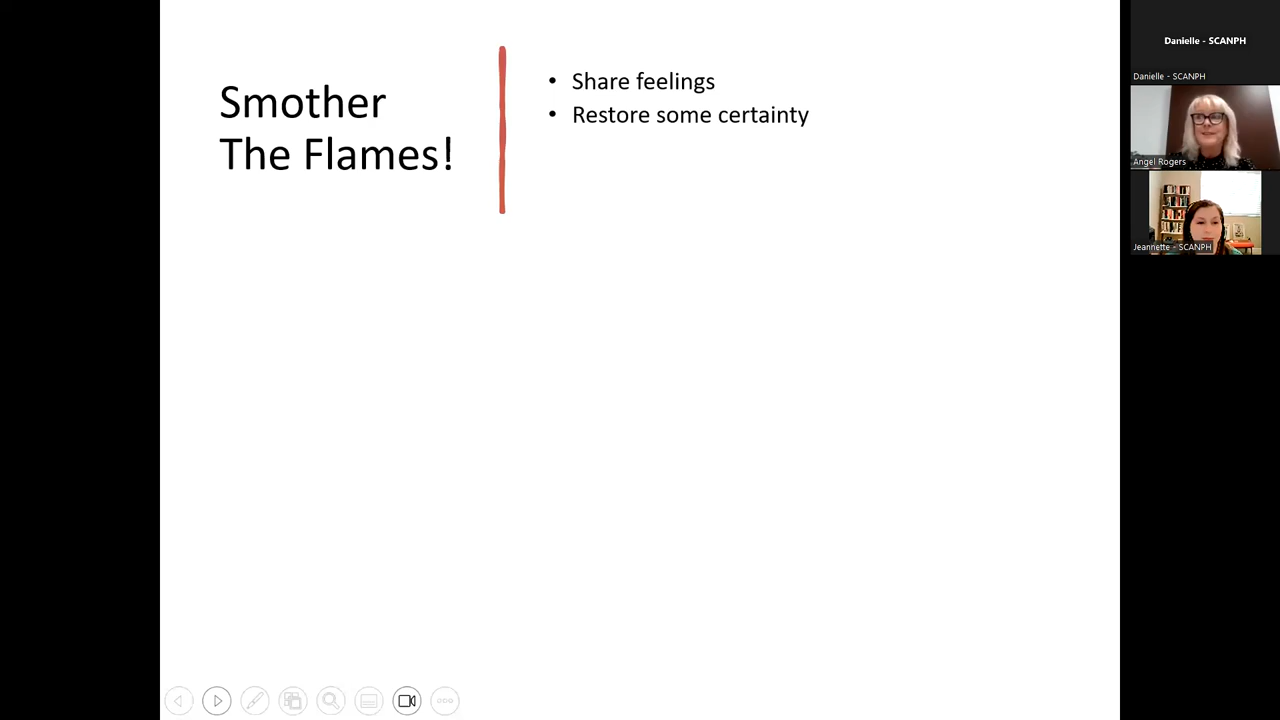 Smother
The Flames!
• Share feelings
• Restore some certainty
Danielle - SCANPH
Danielle - SCANPH
Angel Rogers
Jeannette - SCANPH